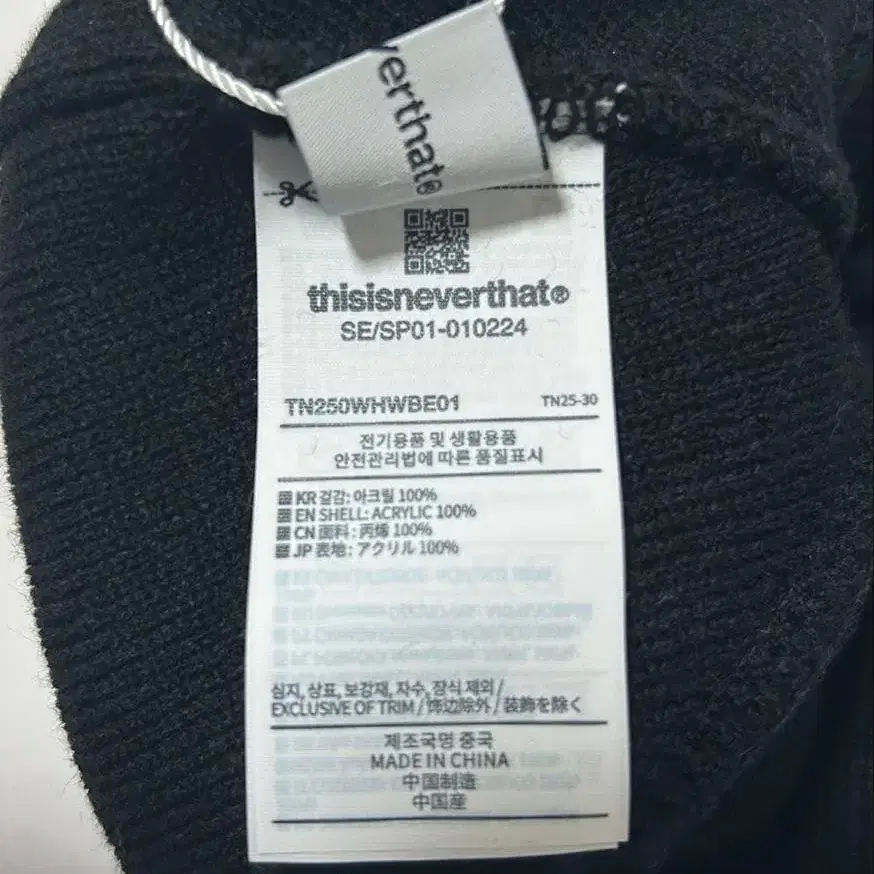 verthat®
thisisneverthat®
SE/SP01-010224
TN250WHWBE01 TN25-30
전기용품 및 생활용품
안전관리법에 따른 품질표시
KR 겉감: 아크릴 100%
EN SHELL: ACRYLIC 100%
CN 面料: 丙烯 100%
JP 表地: アクリル 100%
심지, 상표, 보강재, 자수, 장식 제외 /
EXCLUSIVE OF TRIM / 饰边除外 / 装飾を除く
제조국명 중국
MADE IN CHINA
中国制造
中国産